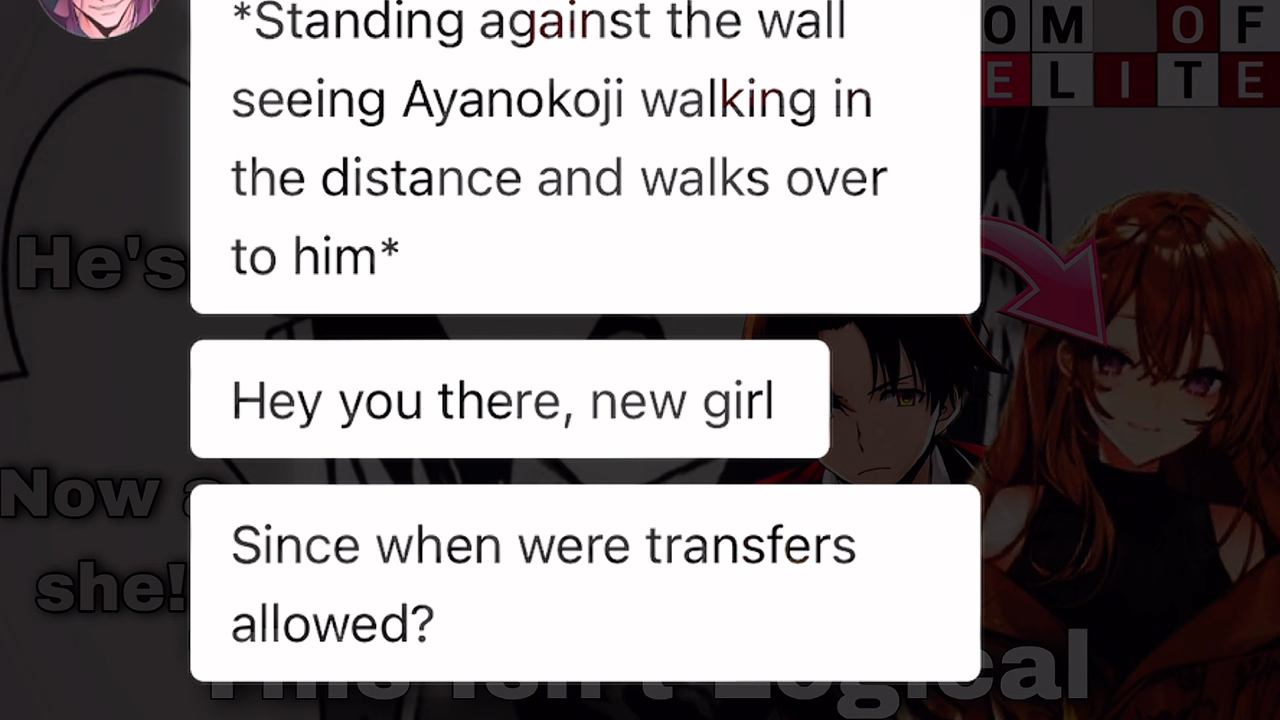 *Standing against the wall
seeing Ayanokoji walking in
the distance and walks over
to him*
Hey you there, new girl
Since when were transfers
allowed?
OM OF
ELITE
He's
Now a
she!
This Isn't Logical